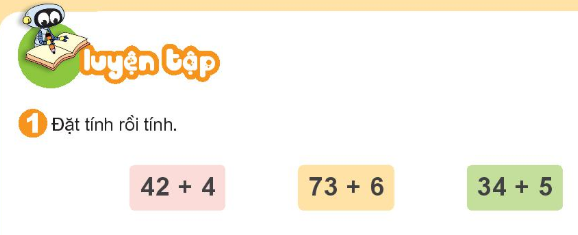 luyện tập
1 Đặt tính rồi tính.
42 + 4 73 + 6 34 + 5